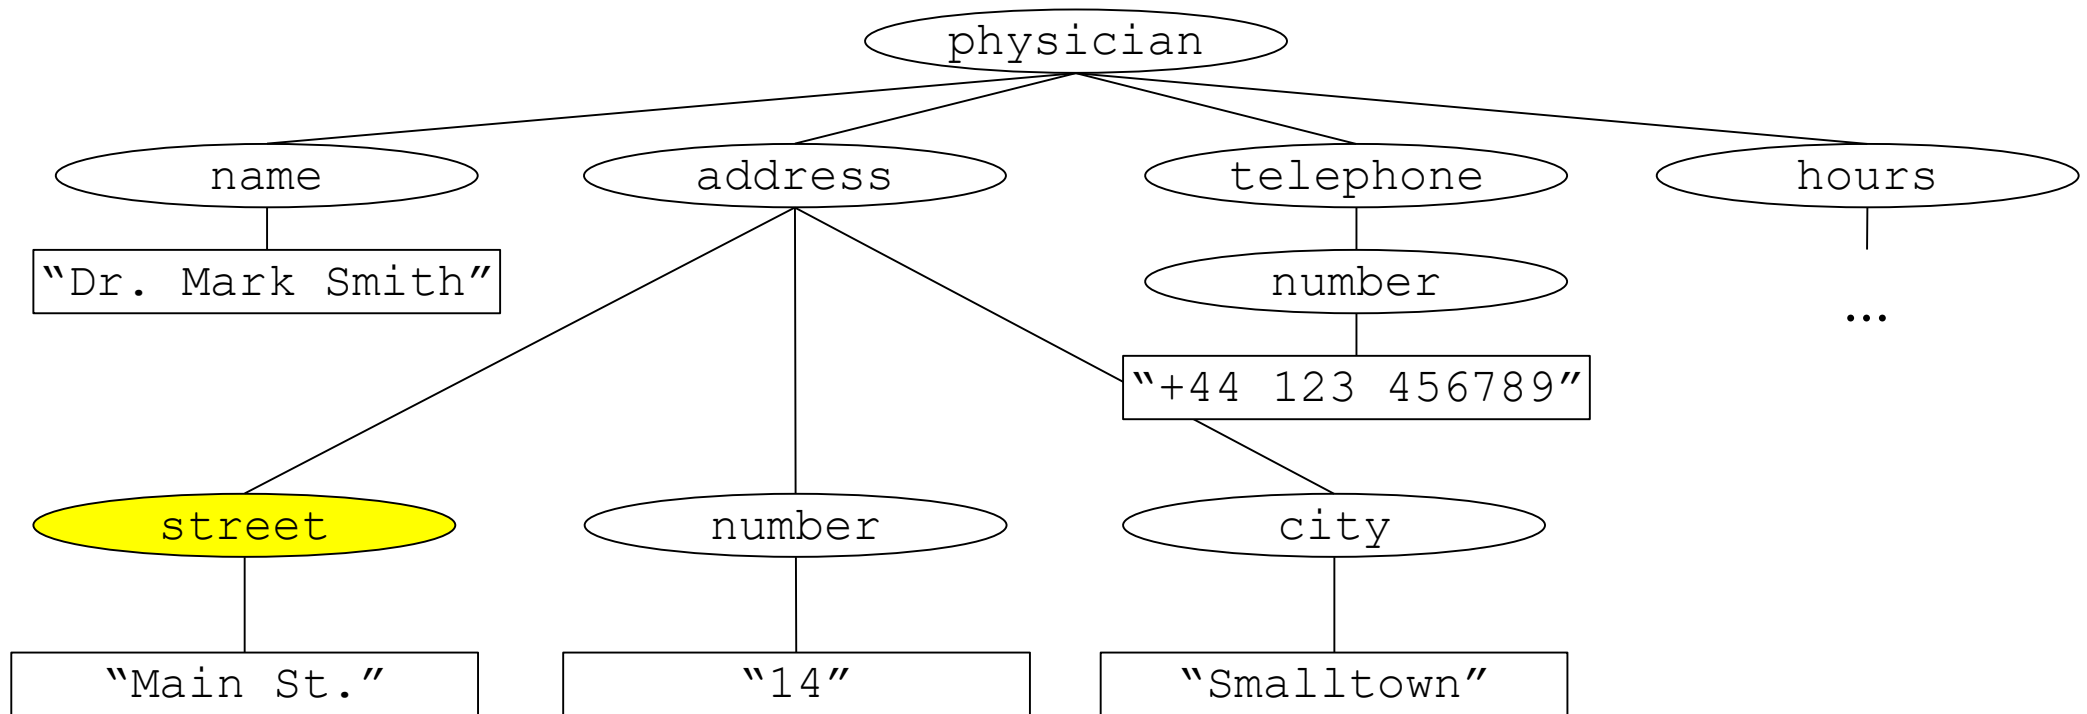 physician
name address telephone hours
“Dr. Mark Smith” number
...
“+44 123 456789”
street number city
“Main St.” “14” “Smalltown”